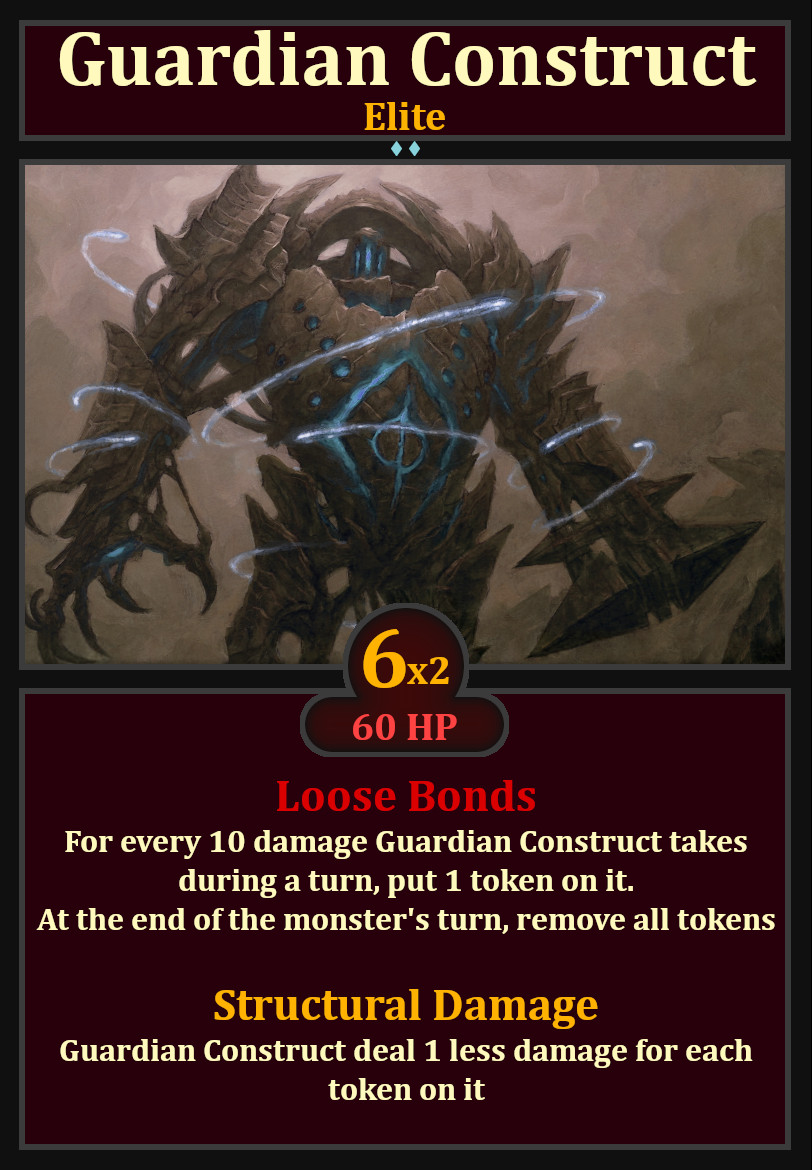 Guardian Construct
Elite
6x2
60 HP
Loose Bonds
For every 10 damage Guardian Construct takes
during a turn, put 1 token on it.
At the end of the monster's turn, remove all tokens
Structural Damage
Guardian Construct deal 1 less damage for each
token on it